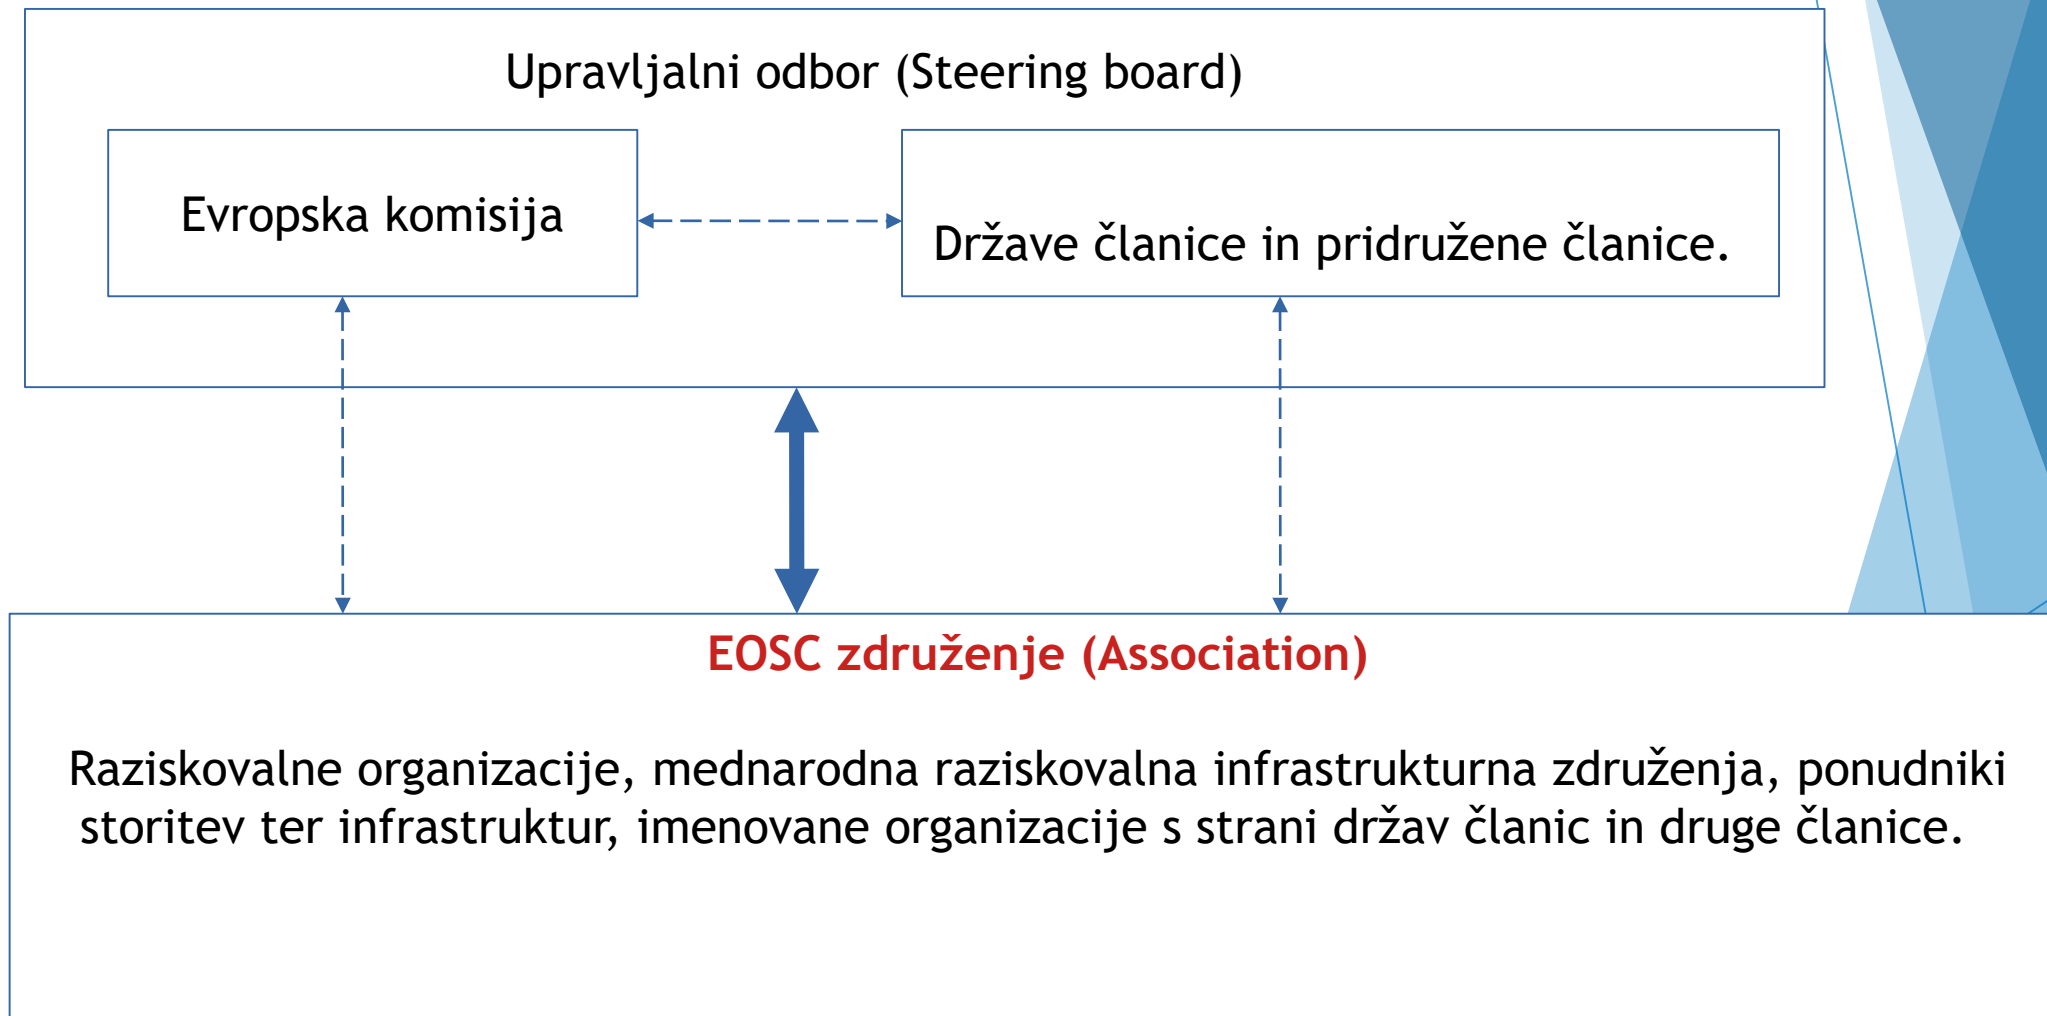 Upravljalni odbor (Steering board)
Evropska komisija
Države članice in pridružene članice.
EOSC združenje (Association)
Raziskovalne organizacije, mednarodna raziskovalna infrastrukturna združenja, ponudniki
storitev ter infrastruktur, imenovane organizacije s strani držav članic in druge članice.